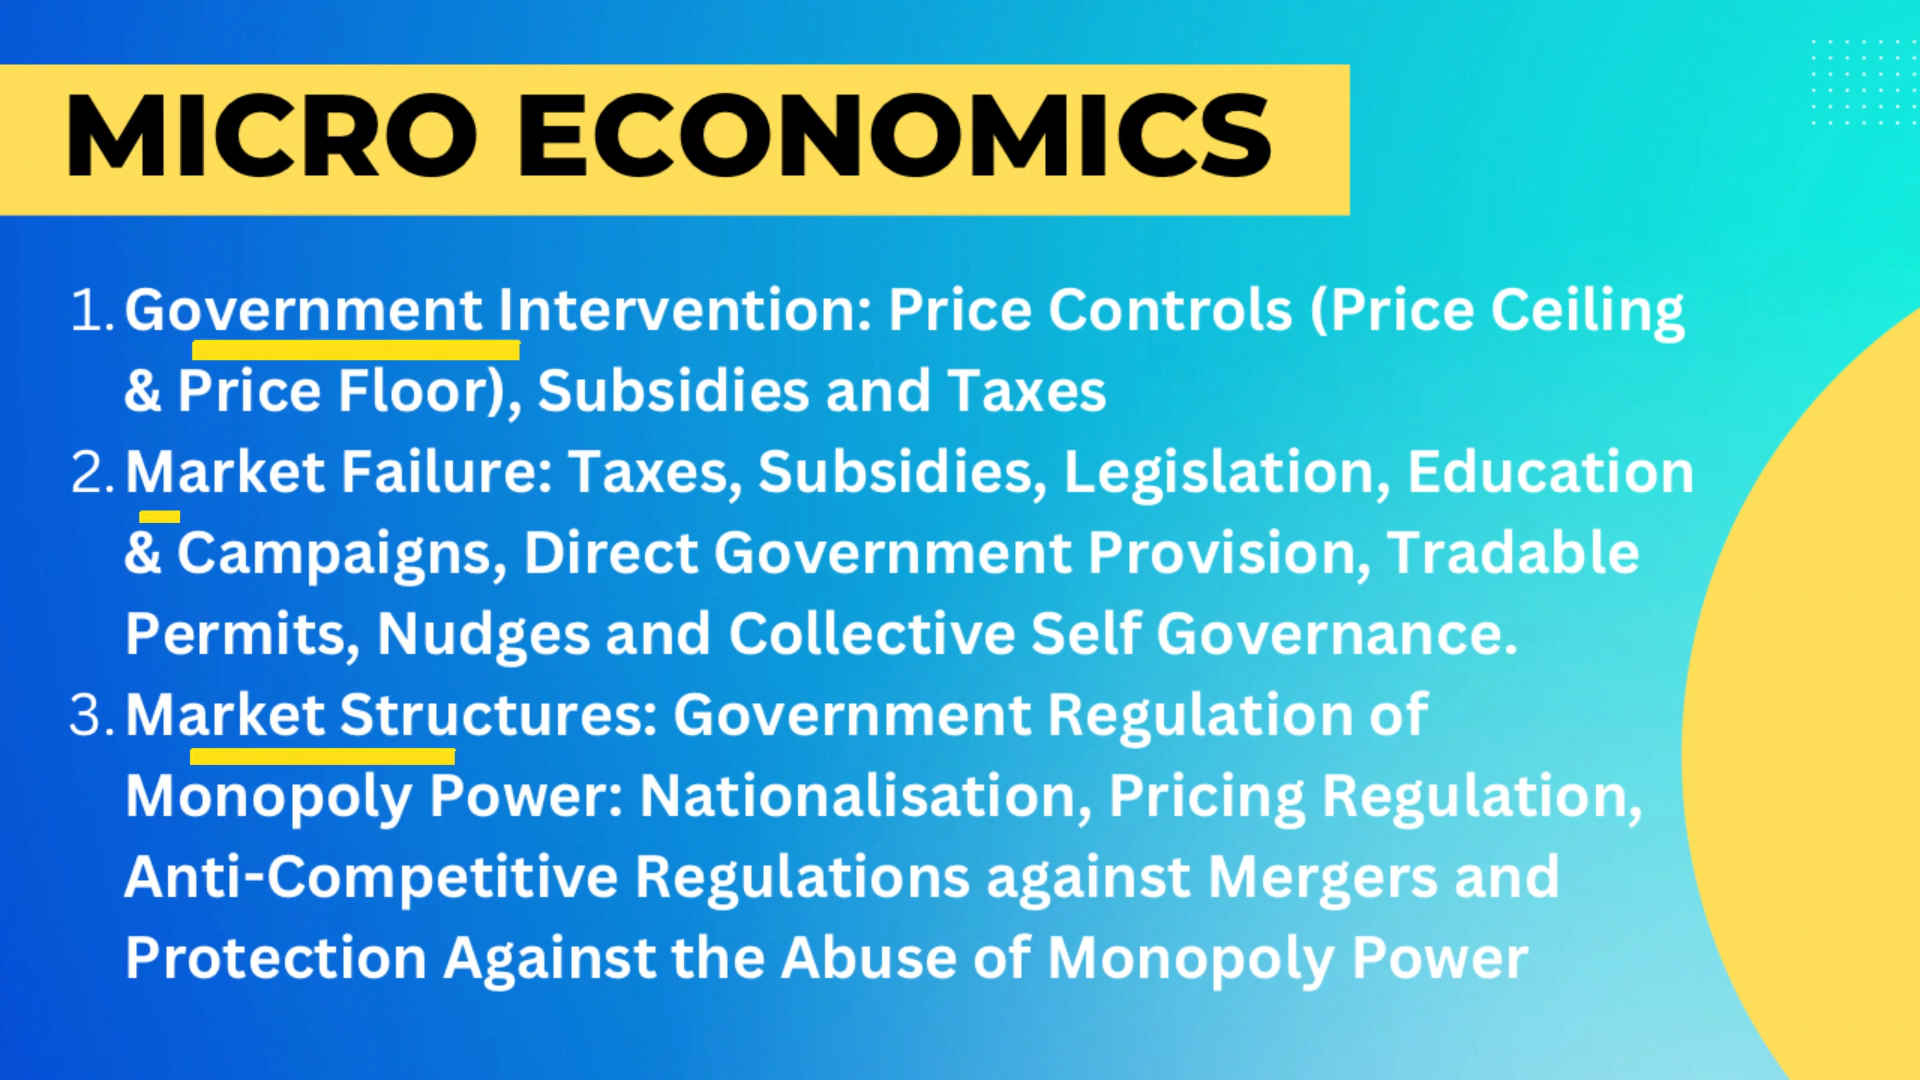 MICRO ECONOMICS
1. Government Intervention: Price Controls (Price Ceiling
& Price Floor), Subsidies and Taxes
2. Market Failure: Taxes, Subsidies, Legislation, Education
& Campaigns, Direct Government Provision, Tradable
Permits, Nudges and Collective Self Governance.
3. Market Structures: Government Regulation of
Monopoly Power: Nationalisation, Pricing Regulation,
Anti-Competitive Regulations against Mergers and
Protection Against the Abuse of Monopoly Power